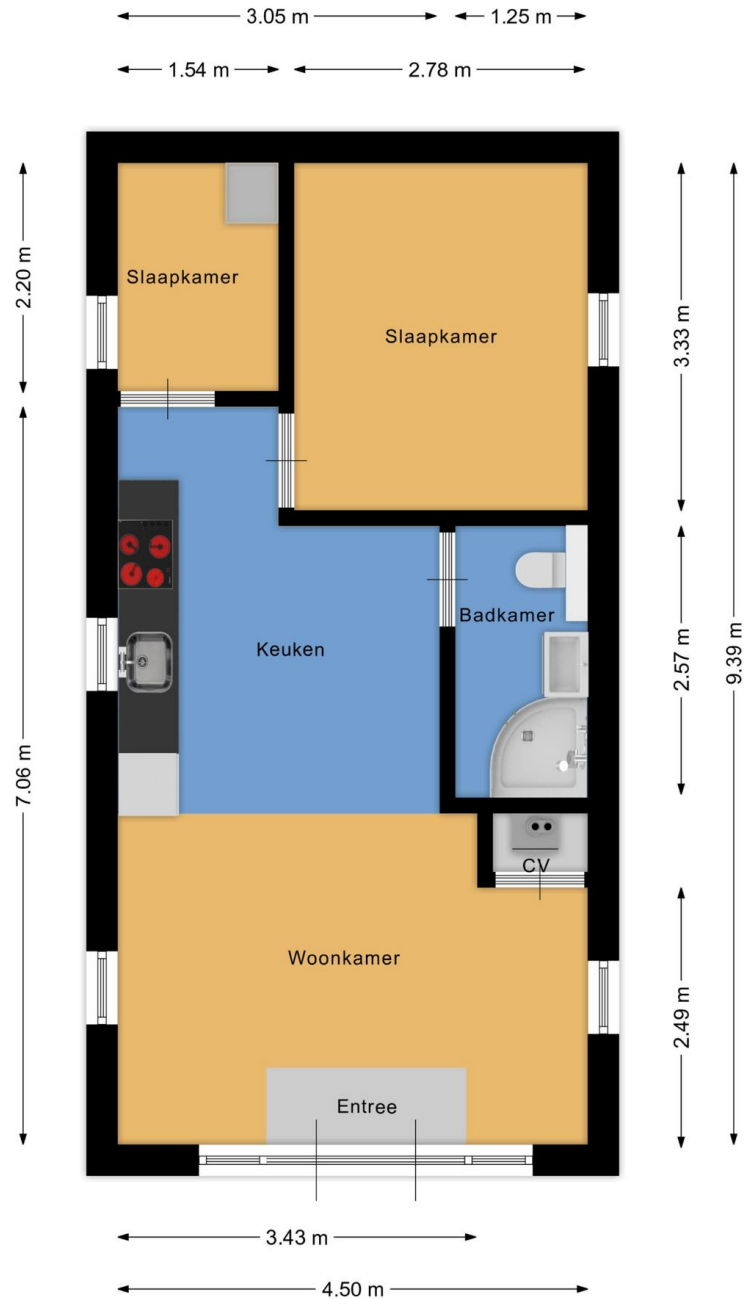 3.05 m
1.25 m
1.54 m
2.78 m
2.20 m
Slaapkamer
Slaapkamer
3.33 m
Badkamer
Keuken
2.57 m
9.39 m
7.06 m
CV
Woonkamer
2.49 m
Entree
3.43 m
4.50 m